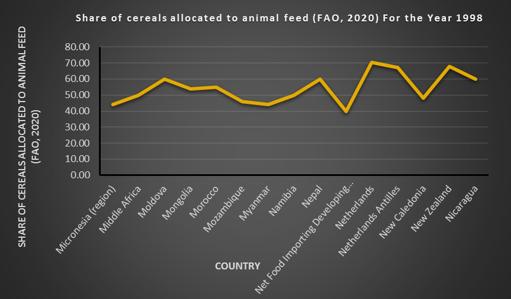 Share of cereals allocated to animal feed (FAO, 2020) For the Year 1998
SHARE OF CEREALS ALLOCATED TO ANIMAL FEED
(FAO, 2020)
80.00
70.00
60.00
50.00
40.00
30.00
20.00
10.00
0.00
Micronesia (region)
Middle Africa
Moldova
Mongolia
Morocco
Mozambique
Myanmar
Namibia
Nepal
Net Food Importing Developing...
Netherlands
Netherlands Antilles
New Caledonia
New Zealand
Nicaragua
COUNTRY